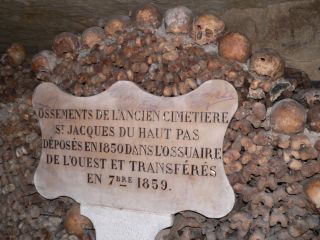 OSSEMENTS DE L'ANCIEN CIMETIERE
ST JACQUES DU HAUT PAS
DÉPOSÉS EN 1850 DANS L'OSSUAIRE
DE L'OUEST ET TRANSFÉRÉS
EN 7BRE 1859.